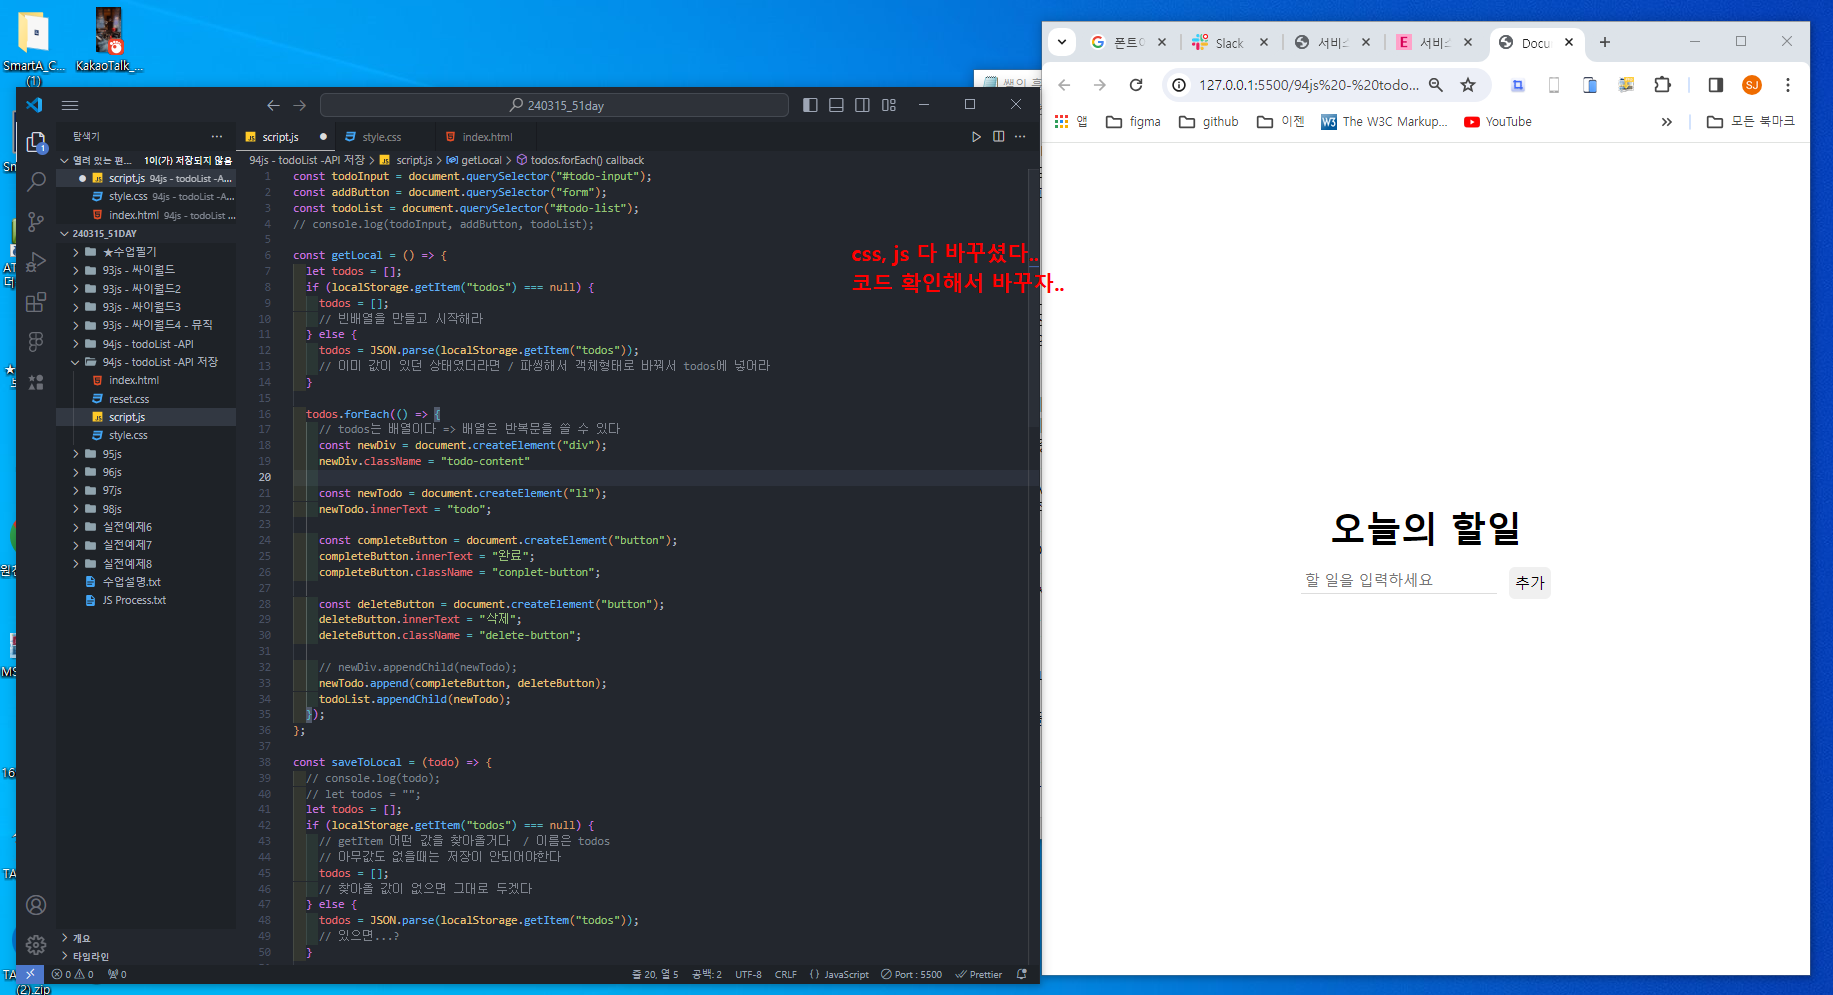 SmartA_C...
(1)
KakaoTalk_...
240315_51day
탐색기
열려 있는 편...
1이(가) 저장되지 않음
script.js 94js - todoList -A...
style.css 94js - todoList -A...
index.html 94js - todoList ...
240315_51DAY
★수업필기
93js - 싸이월드
93js - 싸이월드2
93js - 싸이월드3
93js - 싸이월드4 - 뮤직
94js - todoList -API
94js - todoList -API 저장
index.html
reset.css
script.js
style.css
95js
96js
97js
98js
실전예제6
실전예제7
실전예제8
수업설명.txt
JS Process.txt
개요
타임라인
script.js
style.css
index.html
94js - todoList -API 저장 > script.js > getLocal > todos.forEach() callback
1 const todoInput = document.querySelector("#todo-input");
2 const addButton = document.querySelector("form");
3 const todoList = document.querySelector("#todo-list");
4 // console.log(todoInput, addButton, todoList);
5
6 const getLocal = () => {
7 let todos = [];
8 if (localStorage.getItem("todos") === null) {
9 todos = [];
10 // 빈배열을 만들고 시작해라
11 } else {
12 todos = JSON.parse(localStorage.getItem("todos"));
13 // 이미 값이 있던 상태였더라면 / 파씽해서 객체형태로 바꿔서 todos에 넣어라
14 }
15
16 todos.forEach(() => {
17 // todos는 배열이다 => 배열은 반복문을 쓸 수 있다
18 const newDiv = document.createElement("div");
19 newDiv.className = "todo-content"
20
21 const newTodo = document.createElement("li");
22 newTodo.innerText = "todo";
23
24 const completeButton = document.createElement("button");
25 completeButton.innerText = "완료";
26 completeButton.className = "conplet-button";
27
28 const deleteButton = document.createElement("button");
29 deleteButton.innerText = "삭제";
30 deleteButton.className = "delete-button";
31
32 // newDiv.appendChild(newTodo);
33 newTodo.append(completeButton, deleteButton);
34 todoList.appendChild(newTodo);
35 });
36 };
37
38 const saveToLocal = (todo) => {
39 // console.log(todo);
40 // let todos = "";
41 let todos = [];
42 if (localStorage.getItem("todos") === null) {
43 // getItem 어떤 값을 찾아올거다 / 이름은 todos
44 // 아무값도 없을때는 저장이 안되어야한다
45 todos = [];
46 // 찾아올 값이 없으면 그대로 두겠다
47 } else {
48 todos = JSON.parse(localStorage.getItem("todos"));
49 // 있으면...?
50 }
css, js 다 바꾸셨다..
코드 확인해서 바꾸자..
0 0 0
줄 20, 열 5 공백: 2 UTF-8 CRLF {} JavaScript Port : 5500 Prettier
(2).zip
폰트
Slack
서비스
서비스
Docu
127.0.0.1:5500/94js%20-%20todo...
SJ
앱 figma github 이젠 The W3C Markup... YouTube
모든 북마크
오늘의 할일
할 일을 입력하세요
추가